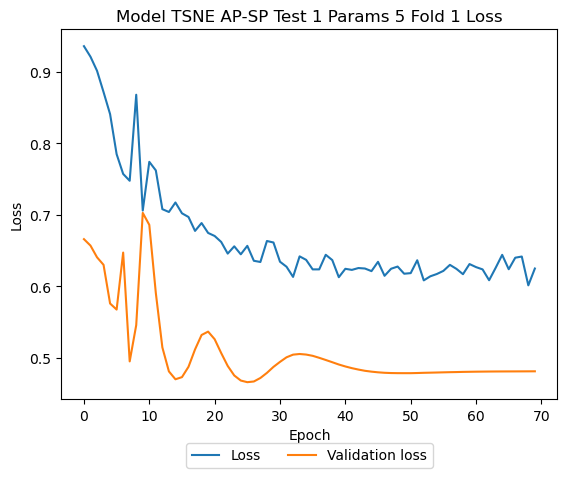 Model TSNE AP-SP Test 1 Params 5 Fold 1 Loss
0.9
0.8
0.7
0.6
0.5
Loss
0 10 20 30 40 50 60 70
Epoch
Loss Validation loss